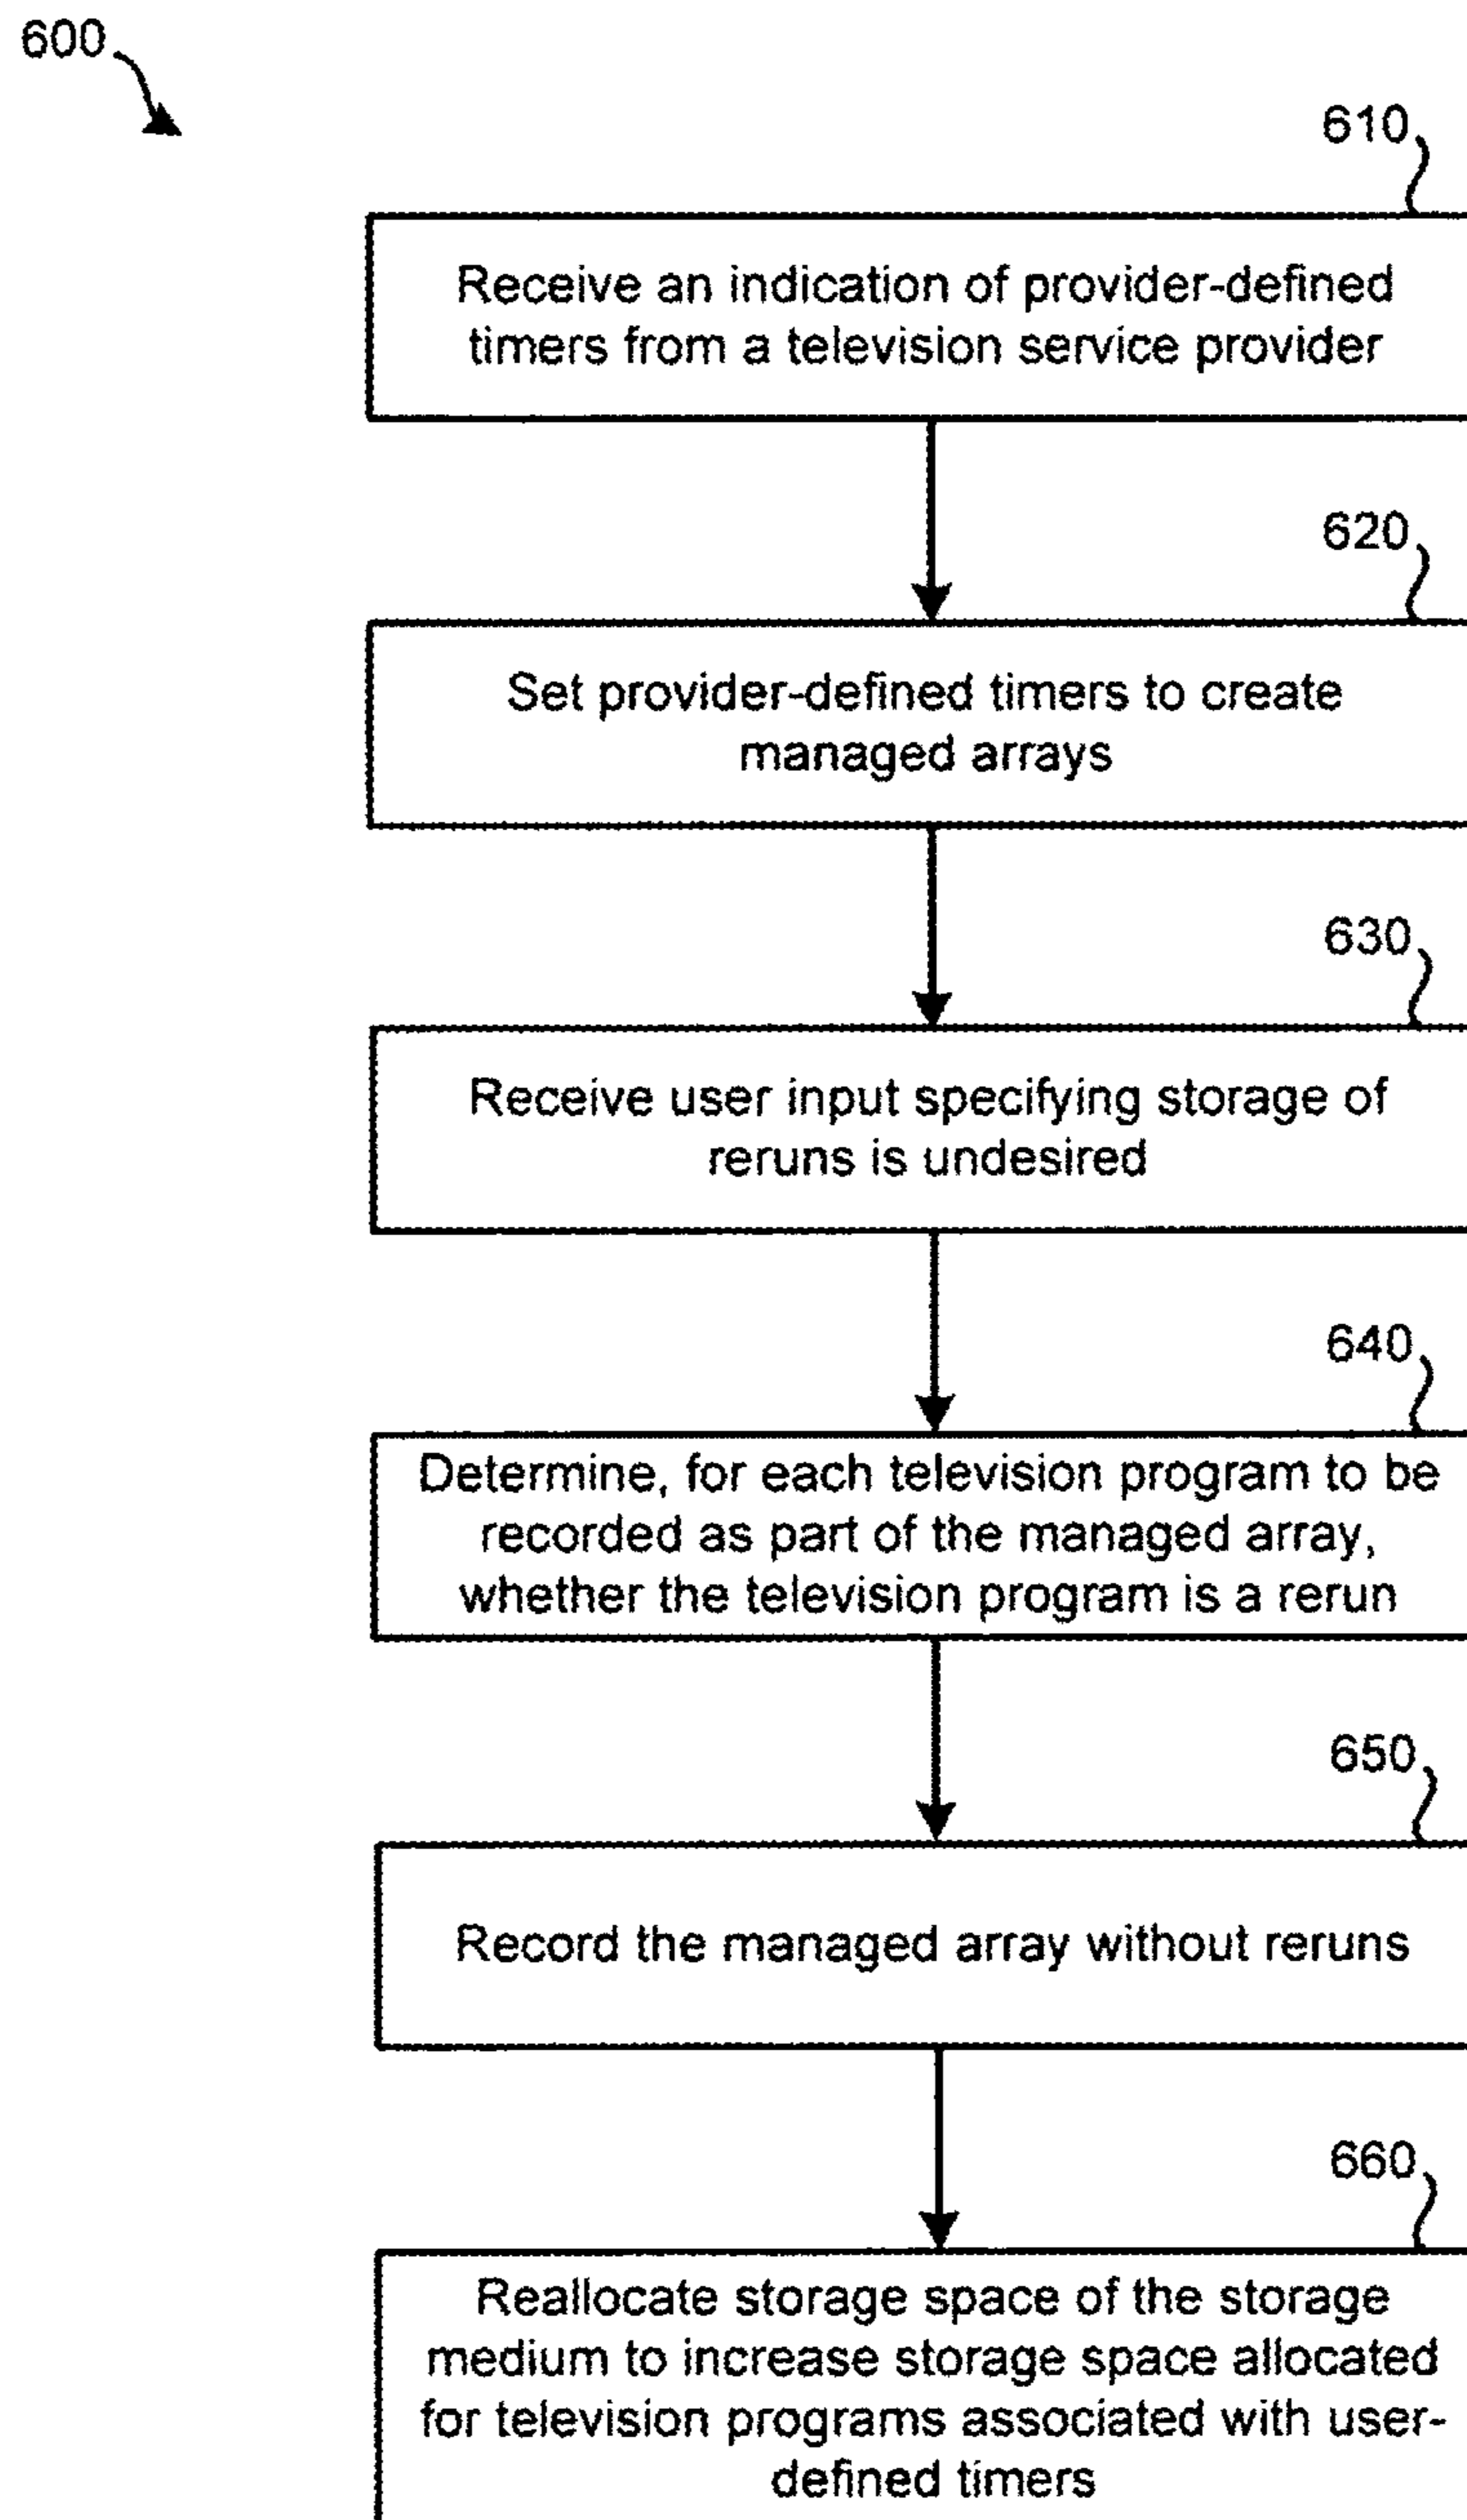 600
610
Receive an indication of provider-defined
timers from a television service provider
620
Set provider-defined timers to create
managed arrays
630
Receive user input specifying storage of
reruns is undesired
640
Determine, for each television program to be
recorded as part of the managed array,
whether the television program is a rerun
650
Record the managed array without reruns
660
Reallocate storage space of the storage
medium to increase storage space allocated
for television programs associated with user-
defined timers